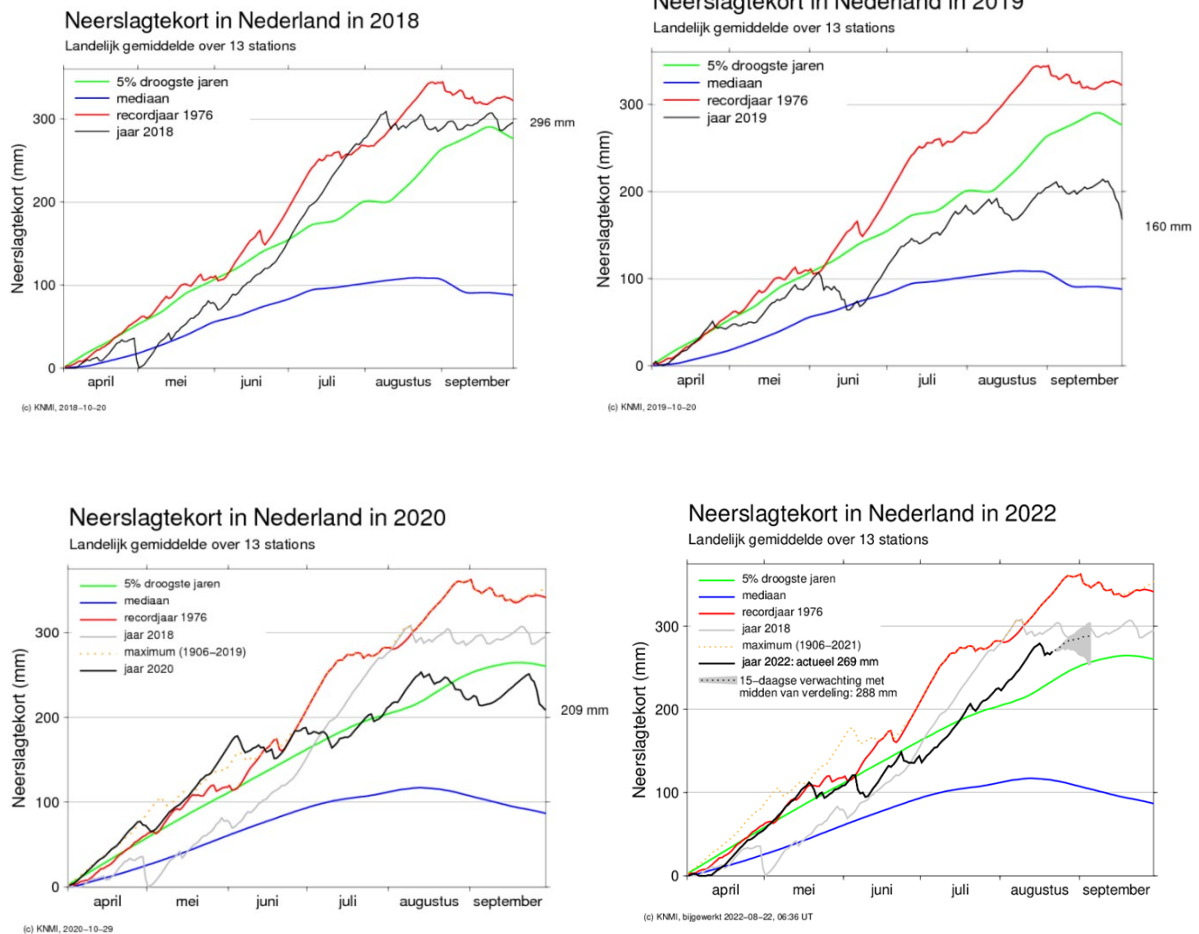 Neerslagtekort in Nederland in 2018
Landelijk gemiddelde over 13 stations
5% droogste jaren
mediaan
recordjaar 1976
jaar 2018
Neerslagtekort (mm)
300
200
100
0
296 mm
april mei juni juli augustus september
(c) KNMI, 2018-10-20
Neerslagtekort in Nederland in 2019
Landelijk gemiddelde over 13 stations
5% droogste jaren
mediaan
recordjaar 1976
jaar 2019
Neerslagtekort (mm)
300
200
100
0
160 mm
april mei juni juli augustus september
(c) KNMI, 2019-10-20
Neerslagtekort in Nederland in 2020
Landelijk gemiddelde over 13 stations
5% droogste jaren
mediaan
recordjaar 1976
jaar 2018
maximum (1906-2019)
jaar 2020
Neerslagtekort (mm)
300
200
100
0
209 mm
april mei juni juli augustus september
(c) KNMI, 2020-10-29
Neerslagtekort in Nederland in 2022
Landelijk gemiddelde over 13 stations
5% droogste jaren
mediaan
recordjaar 1976
jaar 2018
maximum (1906-2021)
jaar 2022: actueel 269 mm
15-daagse verwachting met
midden van verdeling: 288 mm
Neerslagtekort (mm)
300
200
100
0
april mei juni juli augustus september
(c) KNMI, bijgewerkt 2022-08-22, 06:36 UT